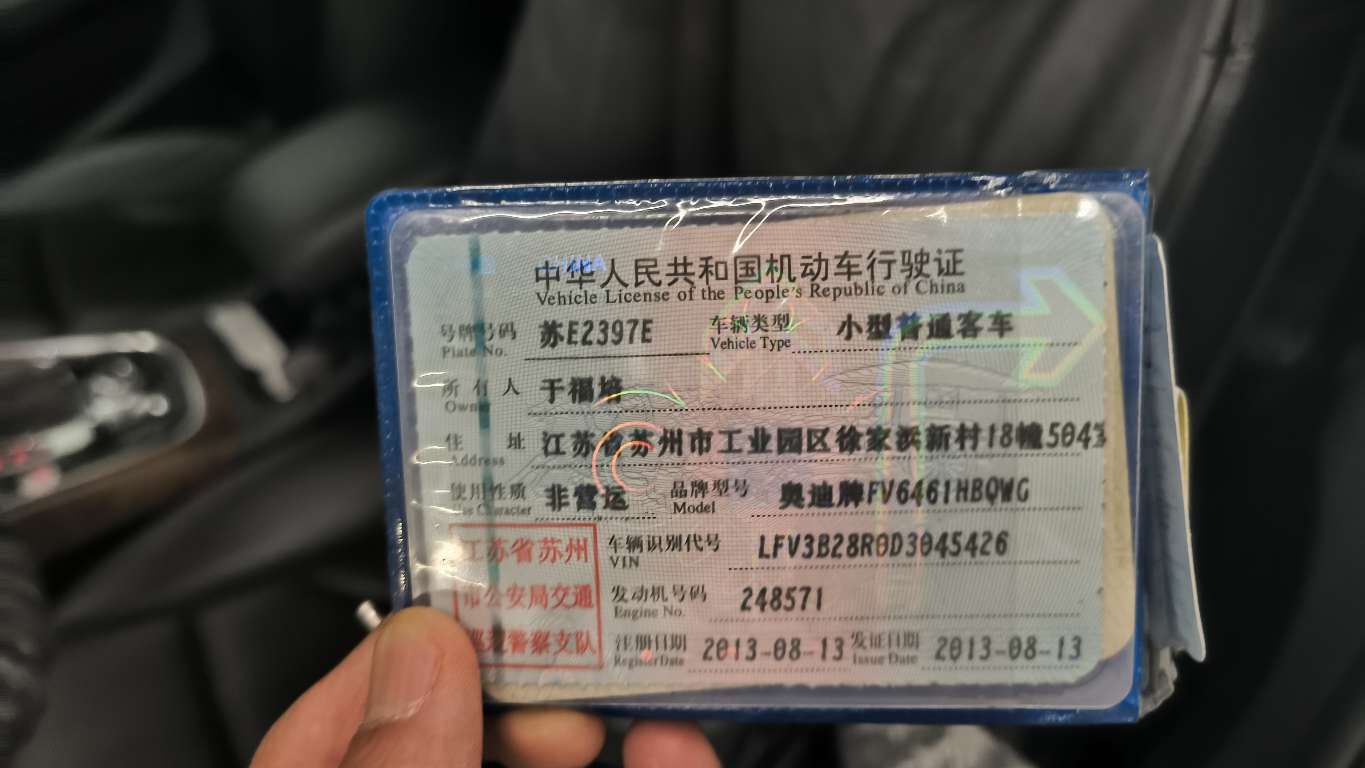 中华人民共和国机动车行驶证
Vehicle License of the People's Republic of China
号牌号码 苏E2397E 车辆类型 小型普通客车
Plate No. Vehicle Type
所有人 于福培
Owner
住址 江苏省苏州市工业园区徐家浜新村18幢504
Address
使用性质 非营运 品牌型号 奥迪牌FV6461HBQWG
Use Character Model
江苏省苏州 车辆识别代号 LFV3B28R0D3045426
VIN
市公安局交通 发动机号码 248571
Engine No.
巡逻警察支队 注册日期 2013-08-13 发证日期 2013-08-13
Register Date Issue Date